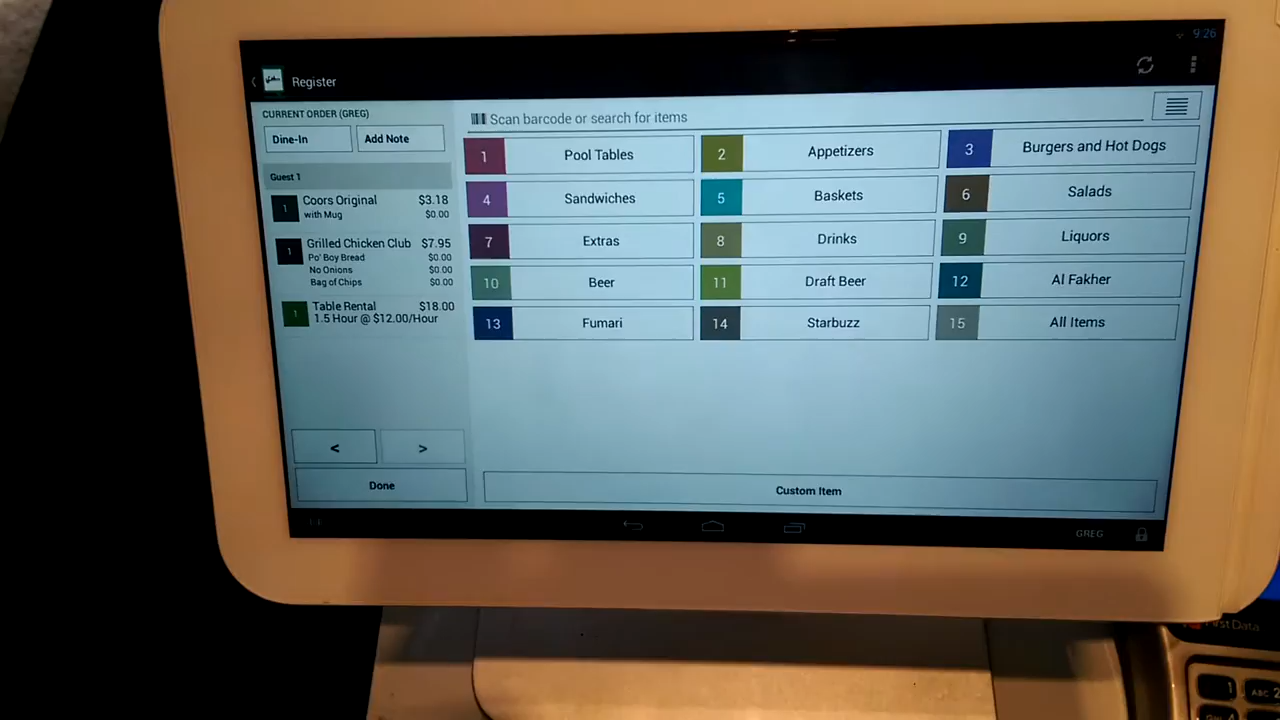 9:26
Register
CURRENT ORDER (GREG)
Dine-In
Add Note
Guest 1
1 Coors Original $3.18
with Mug $0.00
1 Grilled Chicken Club $7.95
Po' Boy Bread $0.00
No Onions $0.00
Bag of Chips $0.00
1 Table Rental $18.00
1.5 Hour @ $12.00/Hour
<
>
Done
Scan barcode or search for items
1 Pool Tables
2 Appetizers
3 Burgers and Hot Dogs
4 Sandwiches
5 Baskets
6 Salads
7 Extras
8 Drinks
9 Liquors
10 Beer
11 Draft Beer
12 Al Fakher
13 Fumari
14 Starbuzz
15 All Items
Custom Item
GREG
First Data
1
ABC 2